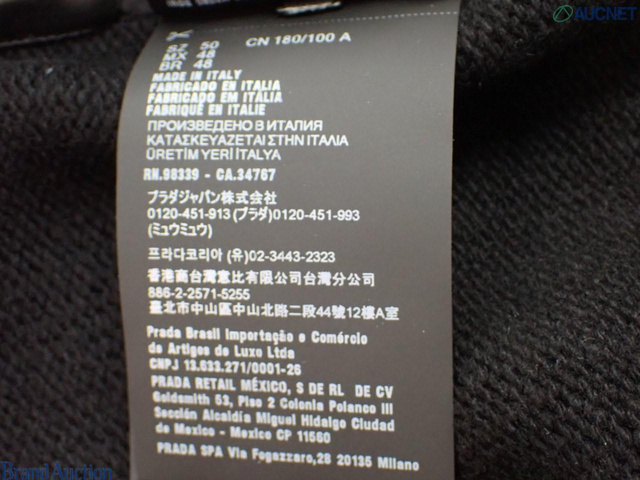 AUCNET
SZ 50 CN 180/100 A
MX 48
BR 48
MADE IN ITALY
FABRICADO EN ITALIA
FABRICADO EM ITÁLIA
FABRIQUÉ EN ITALIE
ПРОИЗВЕДЕНО В ИТАЛИЯ
ΚΑΤΑΣΚΕΥΑΖΕΤΑΙ ΣΤΗΝ ΙΤΑΛΙΑ
ÜRETİM YERİ İTALYA
RN.98339 - CA.34767
プラダジャパン株式会社
0120-451-913 (プラダ) 0120-451-993
(ミュウミュウ)
프라다코리아 (유) 02-3443-2323
香港商台灣惠比有限公司台灣分公司
886-2-2571-5255
臺北市中山區中山北路二段44號12樓A室
Prada Brasil Importação e Comércio
de Artigos de Luxo Ltda
CNPJ 13.633.271/0001-26
PRADA RETAIL MÉXICO, S DE RL DE CV
Goldsmith 53, Piso 2 Colonia Polanco III
Sección Alcaldía Miguel Hidalgo Ciudad
de Mexico - Mexico CP 11560
PRADA SPA Via Fogazzaro,28 20135 Milano
Brand Auction